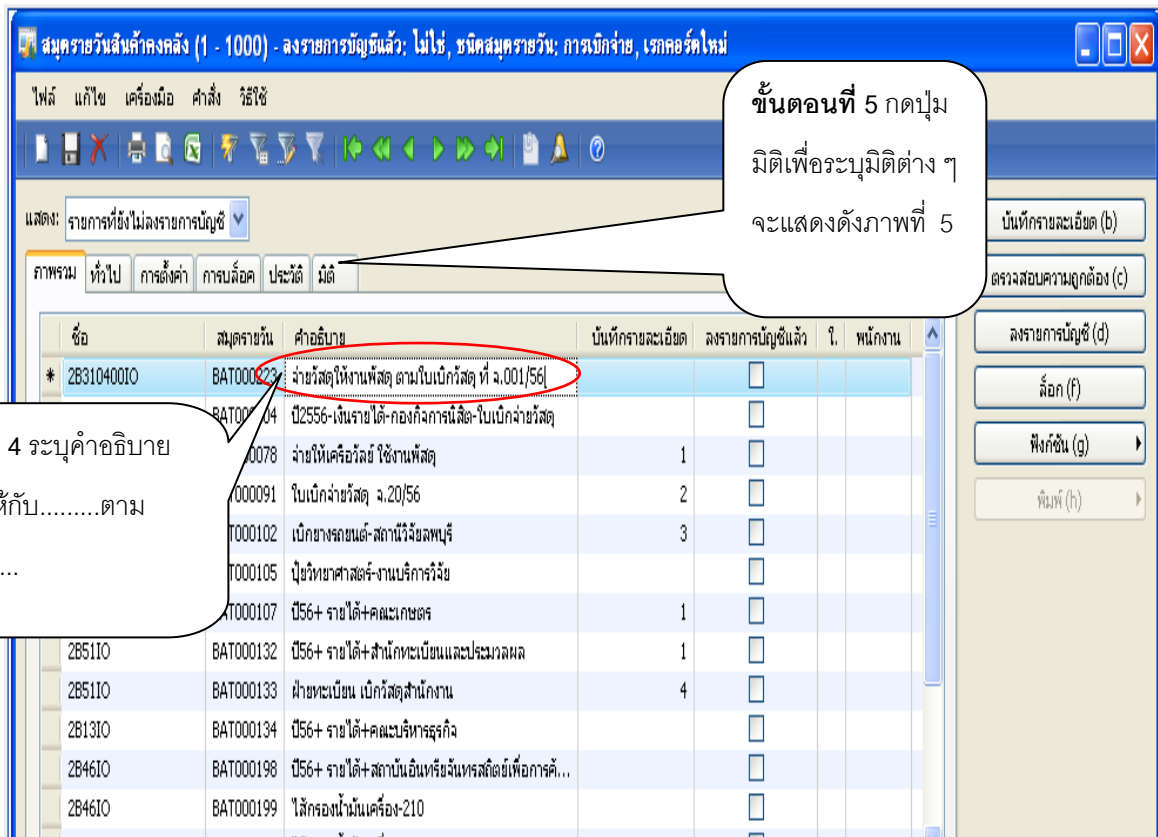 สมุดรายวันสินค้าคงคลัง (1 - 1000) - ลงรายการบัญชีแล้ว: ไม่ใช่, ชนิดสมุดรายวัน: การเบิกจ่าย, เรกคอร์ดใหม่
ไฟล์ แก้ไข เครื่องมือ คำสั่ง วิธีใช้
ขั้นตอนที่ 5 กดปุ่ม
มิติเพื่อระบุมิติต่าง ๆ
จะแสดงดังภาพที่ 5
แสดง: รายการที่ยังไม่ลงรายการบัญชี
ภาพรวม ทั่วไป การตั้งค่า การบล็อค ประวัติ มิติ
บันทึกรายละเอียด (b)
ตรวจสอบความถูกต้อง (c)
ลงรายการบัญชี (d)
ล็อก (f)
ฟังก์ชัน (g)
พิมพ์ (h)
ชื่อ สมุดรายวัน คำอธิบาย บันทึกรายละเอียด ลงรายการบัญชีแล้ว ใ. พนักงาน
* 2B310400IO BAT000223 จ่ายวัสดุให้งานพัสดุ ตามใบเบิกวัสดุ ที่ จ.001/56
04 ปี2556-เงินรายได้-กองกิจการนิสิต-ใบเบิกจ่ายวัสดุ
4 ระบุคำอธิบาย
ห้กับ.........ตาม
...
0078 จ่ายให้เครือวัลย์ ใช้งานพัสดุ 1
T000091 ใบเบิกจ่ายวัสดุ จ.20/56 2
T000102 เบิกยางรถยนต์-สถานีวิจัยลพบุรี 3
T000105 ปุ๋ยวิทยาศาสตร์-งานบริการวิจัย
AT000107 ปี56+ รายได้+คณะเกษตร 1
2B51IO BAT000132 ปี56+ รายได้+สำนักทะเบียนและประมวลผล 1
2B51IO BAT000133 ฝ่ายทะเบียน เบิกวัสดุสำนักงาน 4
2B13IO BAT000134 ปี56+ รายได้+คณะบริหารธุรกิจ
2B46IO BAT000198 ปี56+ รายได้+สถาบันอินทรีจันทรสถิตย์เพื่อการค้...
2B46IO BAT000199 ไส้กรองน้ำมันเครื่อง-210